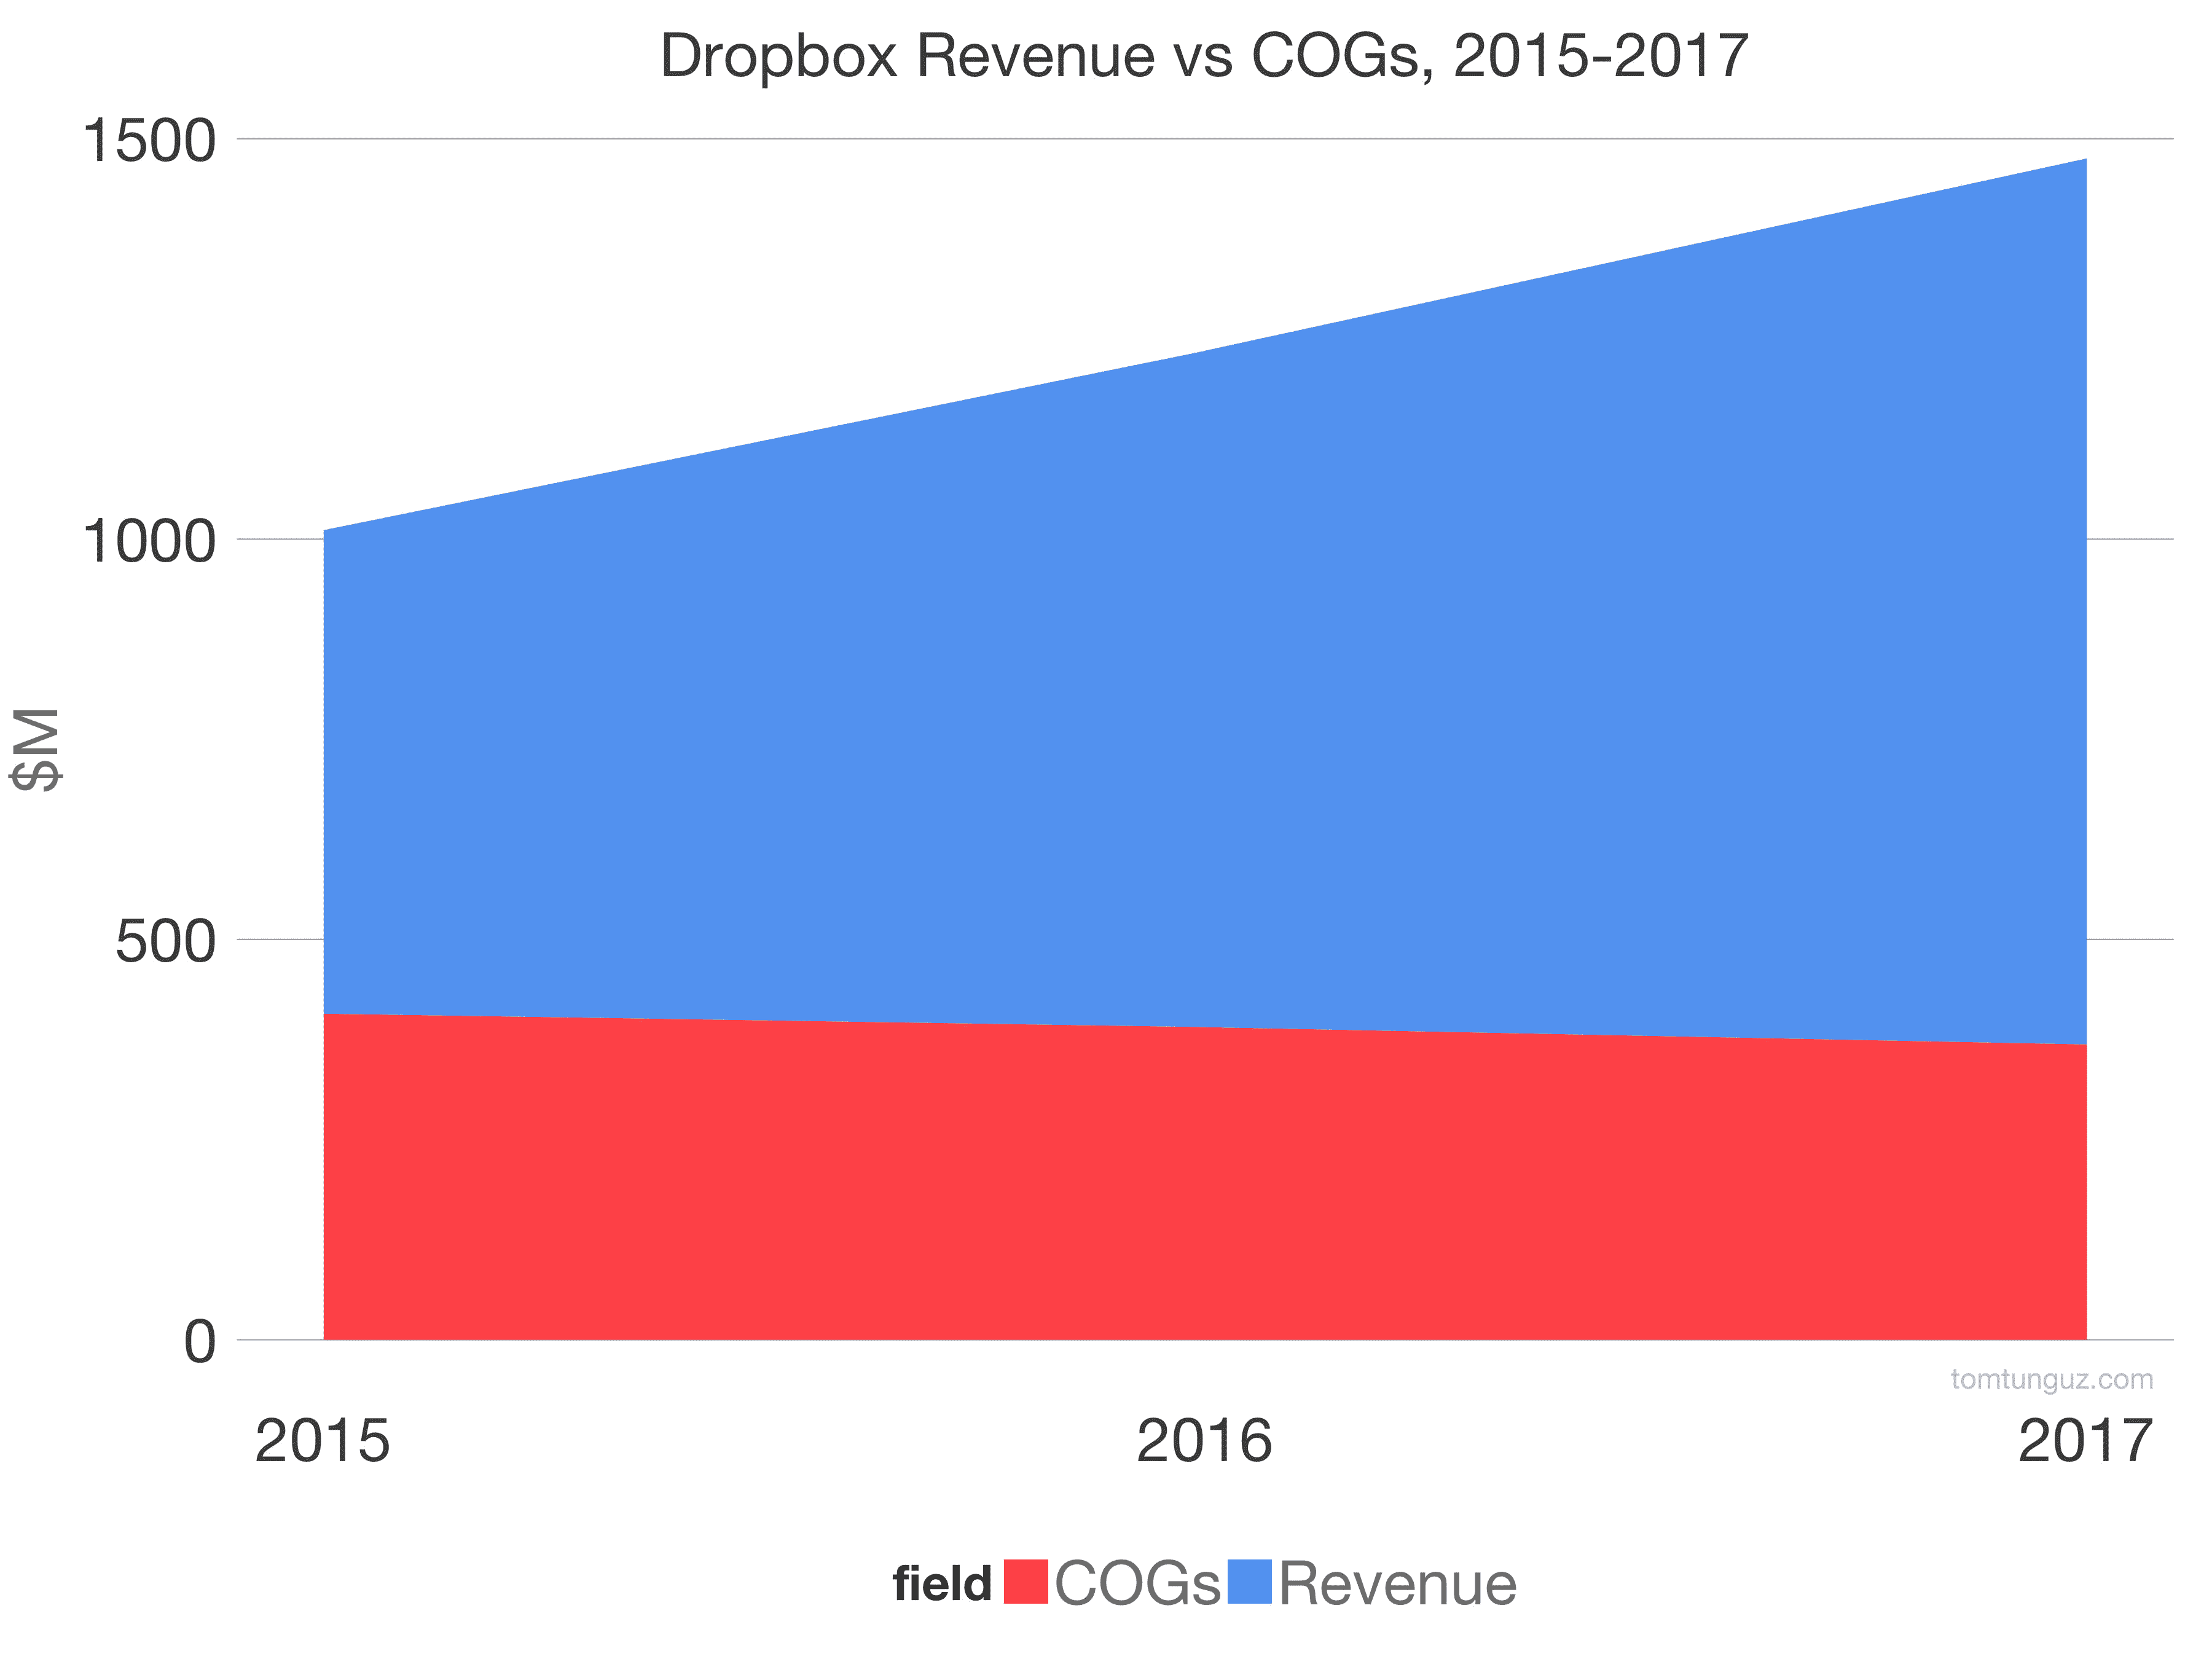 Dropbox Revenue vs COGs, 2015-2017
1500
1000
500
0
$M
tomtunguz.com
2015 2016 2017
field COGs Revenue